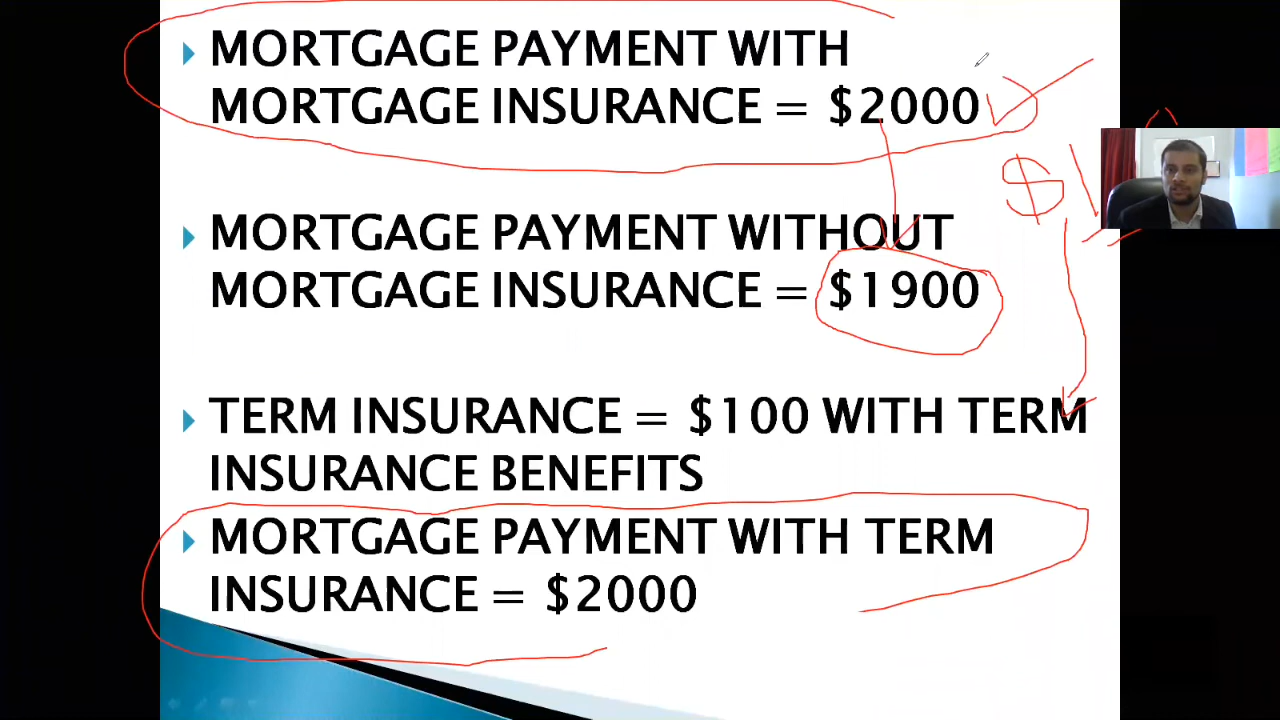 MORTGAGE PAYMENT WITH
MORTGAGE INSURANCE = $2000
$1
MORTGAGE PAYMENT WITHOUT
MORTGAGE INSURANCE = $1900
TERM INSURANCE = $100 WITH TERM
INSURANCE BENEFITS
MORTGAGE PAYMENT WITH TERM
INSURANCE = $2000